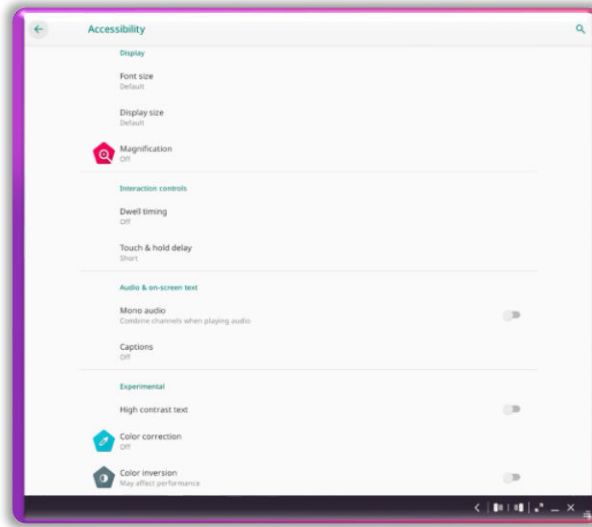 Accessibility
Display
Font size
Default
Display size
Default
Magnification
Off
Interaction controls
Dwell timing
Off
Touch & hold delay
Short
Audio & on-screen text
Mono audio
Combine channels when playing audio
Captions
Off
Experimental
High contrast text
Color correction
Off
Color inversion
May affect performance